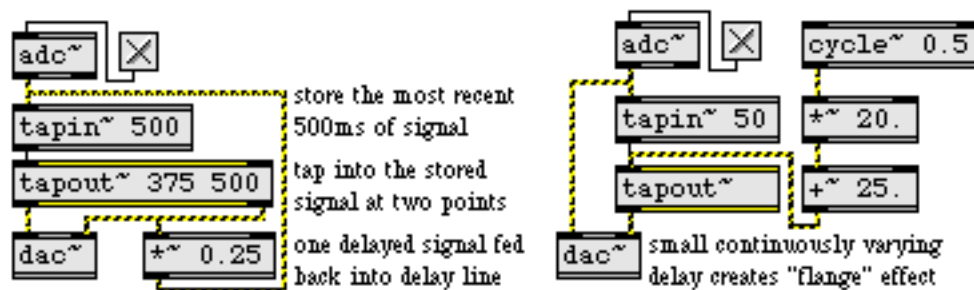 adc~
tapin~ 500
tapout~ 375 500
dac~
*~ 0.25
store the most recent
500ms of signal
tap into the stored
signal at two points
one delayed signal fed
back into delay line
adc~
cycle~ 0.5
tapin~ 50
*~ 20.
tapout~
+~ 25.
dac~
small continuously varying
delay creates "flange" effect